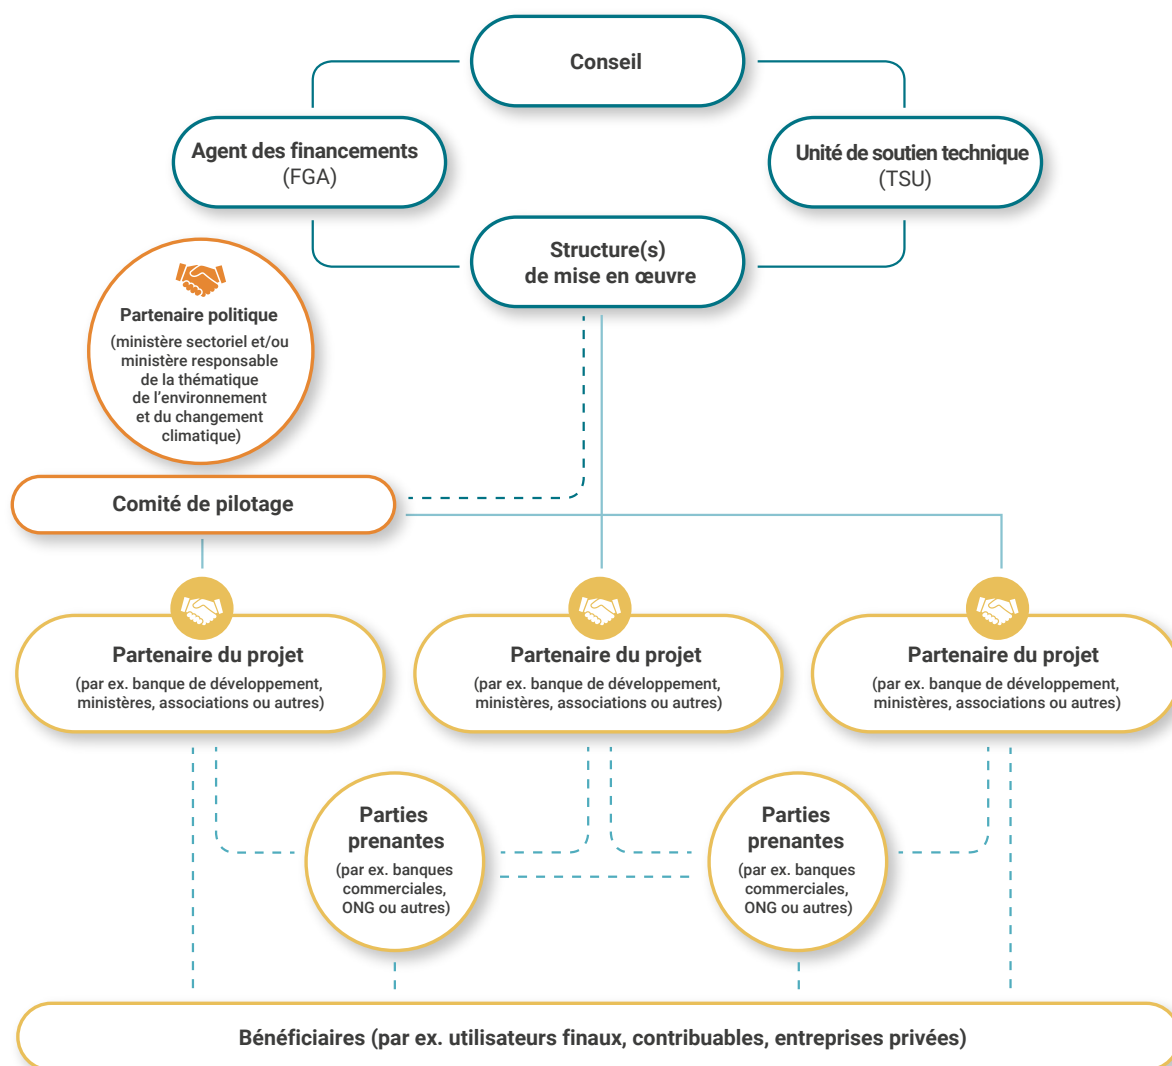 Conseil
Agent des financements
(FGA)
Unité de soutien technique
(TSU)
Structure(s)
de mise en œuvre
Partenaire politique
(ministère sectoriel et/ou
ministère responsable
de la thématique
de l’environnement
et du changement
climatique)
Comité de pilotage
Partenaire du projet
(par ex. banque de développement,
ministères, associations ou autres)
Partenaire du projet
(par ex. banque de développement,
ministères, associations ou autres)
Partenaire du projet
(par ex. banque de développement,
ministères, associations ou autres)
Parties
prenantes
(par ex. banques
commerciales,
ONG ou autres)
Parties
prenantes
(par ex. banques
commerciales,
ONG ou autres)
Bénéficiaires (par ex. utilisateurs finaux, contribuables, entreprises privées)